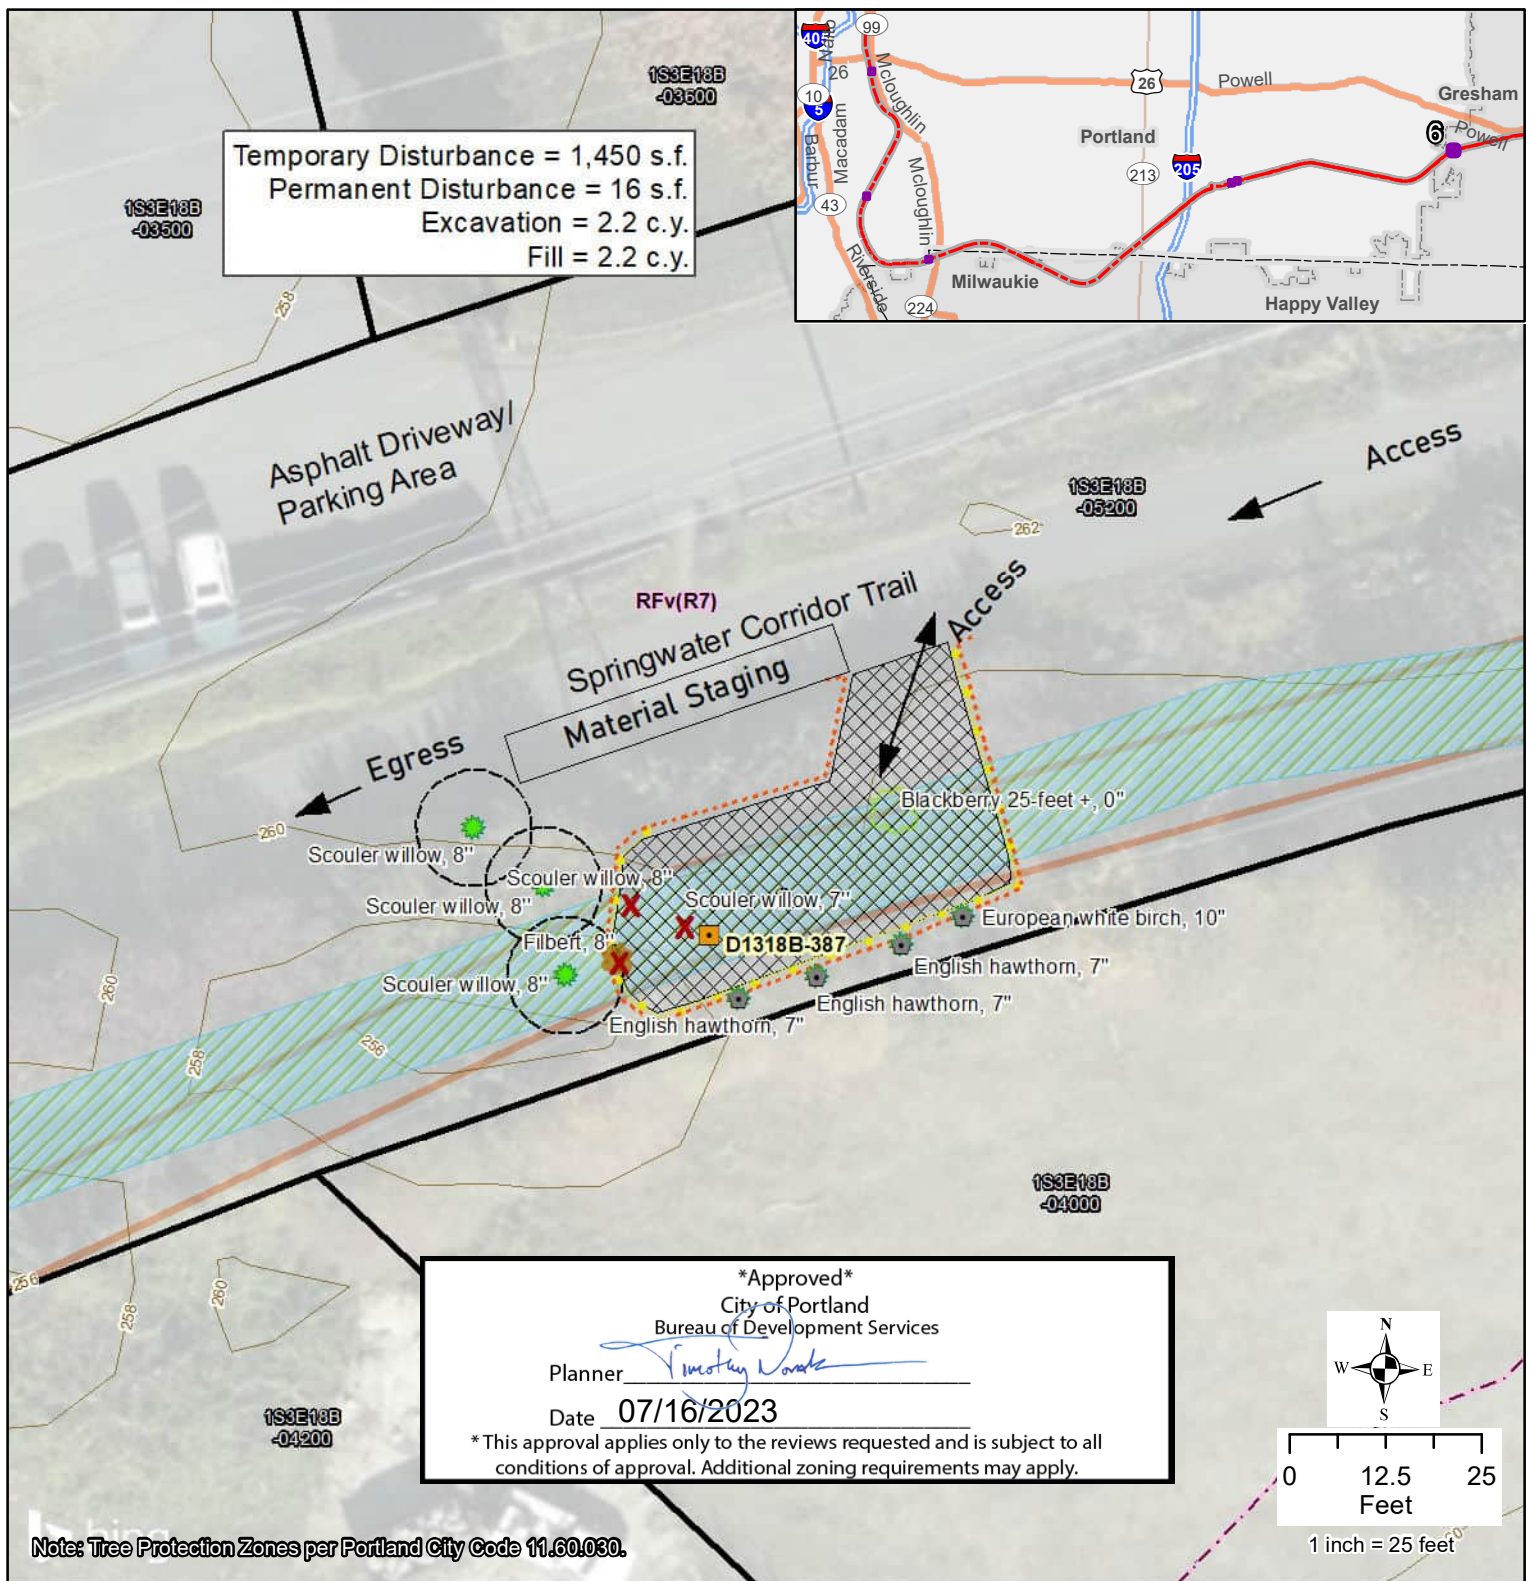 1S3E18B
-03600
Temporary Disturbance = 1,450 s.f.
Permanent Disturbance = 16 s.f.
Excavation = 2.2 c.y.
Fill = 2.2 c.y.
1S3E18B
-03500
258
405
Naito
99
26
10
5
Barbur
Macadam
Mcloughlin
Mcloughlin
43
Riverside
224
Milwaukie
Portland
213
26
Powell
205
Gresham
6
Powell
Happy Valley
Asphalt Driveway/
Parking Area
Access
1S3E18B
-05200
262
RFv(R7)
Springwater Corridor Trail
Access
Material Staging
Egress
260
Blackberry 25-feet +, 0"
Scouler willow, 8"
Scouler willow, 8"
Scouler willow, 8"
Scouler willow, 7"
European white birch, 10"
Filbert, 8"
D1318B-387
English hawthorn, 7"
Scouler willow, 8"
English hawthorn, 7"
English hawthorn, 7"
260
258
256
1S3E18B
-04000
256
260
258
*Approved*
City of Portland
Bureau of Development Services
Planner Timothy Novak
Date 07/16/2023
* This approval applies only to the reviews requested and is subject to all
conditions of approval. Additional zoning requirements may apply.
1S3E18B
-04200
N
W E
S
0 12.5 25
Feet
1 inch = 25 feet
bing
Note: Tree Protection Zones per Portland City Code 11.60.030.